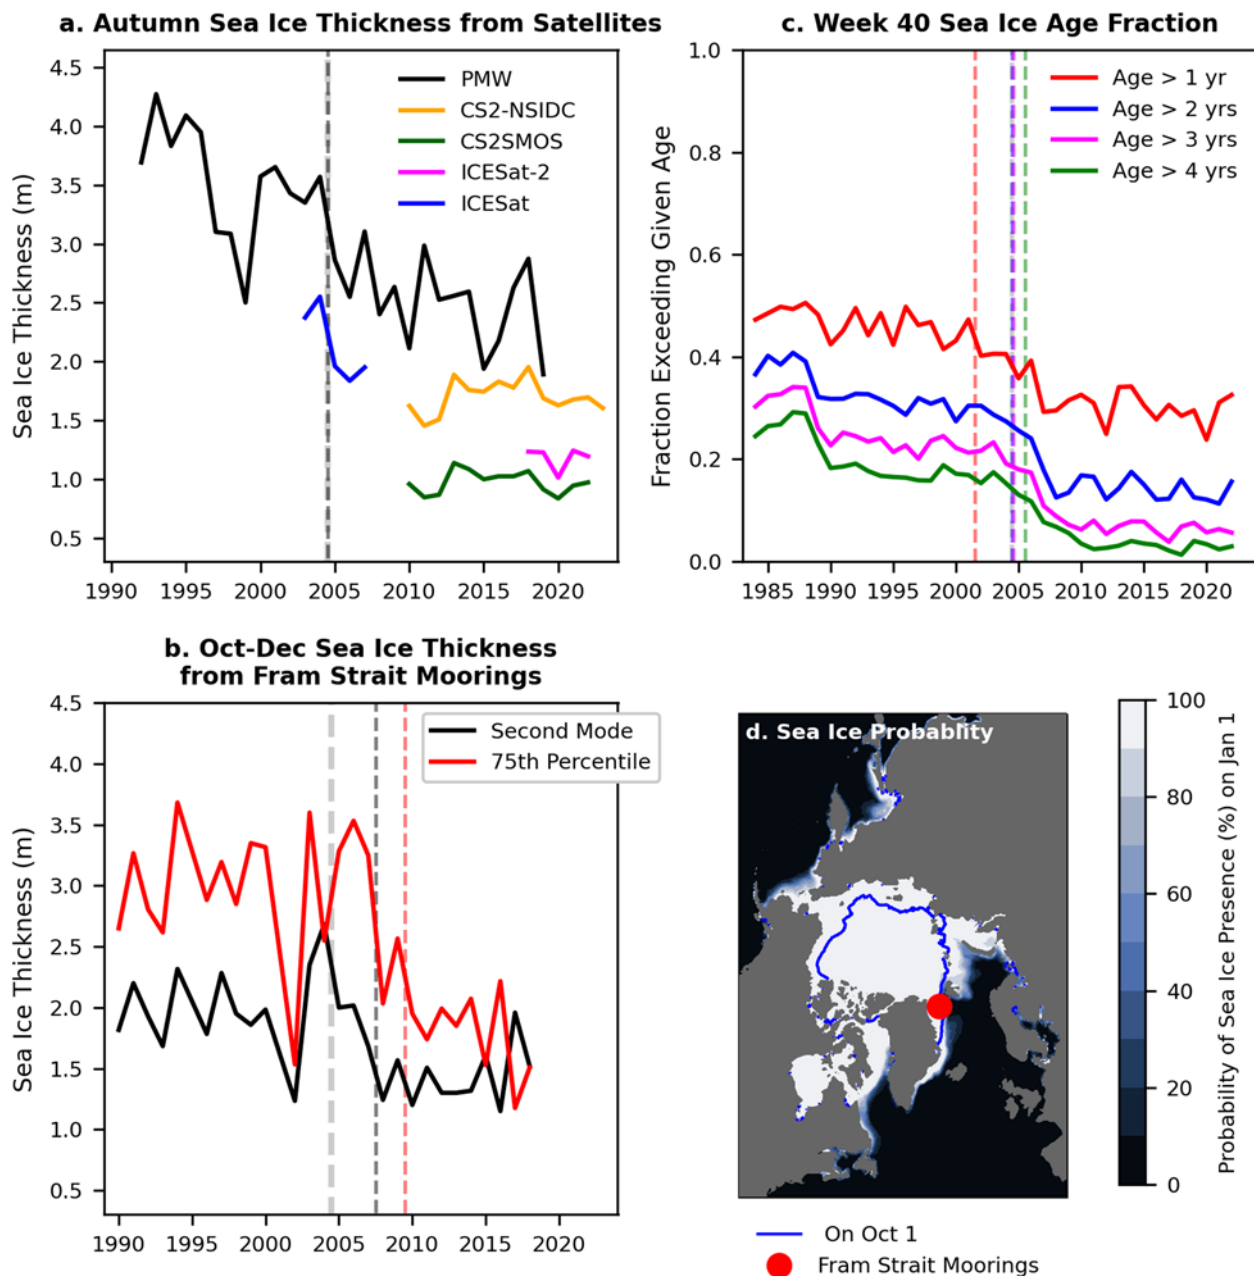 a. Autumn Sea Ice Thickness from Satellites
Sea Ice Thickness (m)
4.5
4.0
3.5
3.0
2.5
2.0
1.5
1.0
0.5
PMW
CS2-NSIDC
CS2SMOS
ICESat-2
ICESat
1990 1995 2000 2005 2010 2015 2020
c. Week 40 Sea Ice Age Fraction
Fraction Exceeding Given Age
1.0
0.8
0.6
0.4
0.2
0.0
Age > 1 yr
Age > 2 yrs
Age > 3 yrs
Age > 4 yrs
1985 1990 1995 2000 2005 2010 2015 2020
b. Oct-Dec Sea Ice Thickness
from Fram Strait Moorings
Sea Ice Thickness (m)
4.5
4.0
3.5
3.0
2.5
2.0
1.5
1.0
0.5
Second Mode
75th Percentile
1990 1995 2000 2005 2010 2015 2020
d. Sea Ice Probablity
100
80
60
40
20
0
Probability of Sea Ice Presence (%) on Jan 1
On Oct 1
Fram Strait Moorings